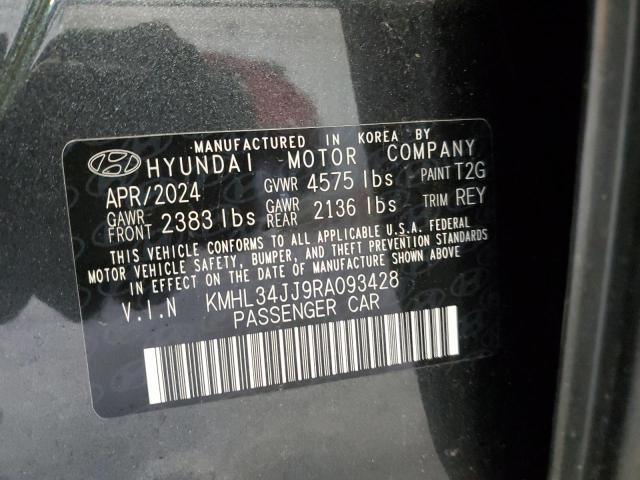 MANUFACTURED IN KOREA BY
HYUNDAI MOTOR COMPANY
APR/2024 GVWR 4575 lbs PAINT T2G
GAWR FRONT 2383 lbs GAWR REAR 2136 lbs TRIM REY
THIS VEHICLE CONFORMS TO ALL APPLICABLE U.S.A. FEDERAL
MOTOR VEHICLE SAFETY, BUMPER, AND THEFT PREVENTION STANDARDS
IN EFFECT ON THE DATE OF MANUFACTURE SHOWN ABOVE
V.I.N KMHL34JJ9RA093428
PASSENGER CAR